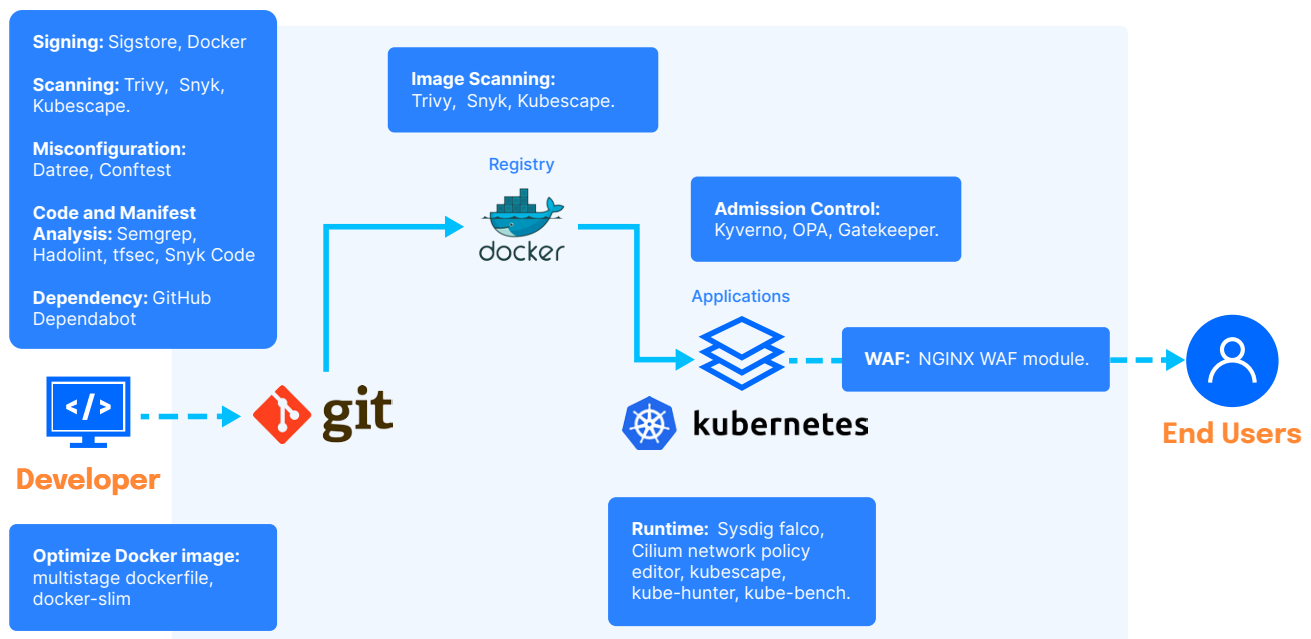 Signing: Sigstore, Docker
Scanning: Trivy, Snyk,
Kubescape.
Misconfiguration:
Datree, Conftest
Code and Manifest
Analysis: Semgrep,
Hadolint, tfsec, Snyk Code
Dependency: GitHub
Dependabot
Image Scanning:
Trivy, Snyk, Kubescape.
Registry
docker
Admission Control:
Kyverno, OPA, Gatekeeper.
Applications
WAF: NGINX WAF module.
</>
git
kubernetes
End Users
Developer
Optimize Docker image:
multistage dockerfile,
docker-slim
Runtime: Sysdig falco,
Cilium network policy
editor, kubescape,
kube-hunter, kube-bench.